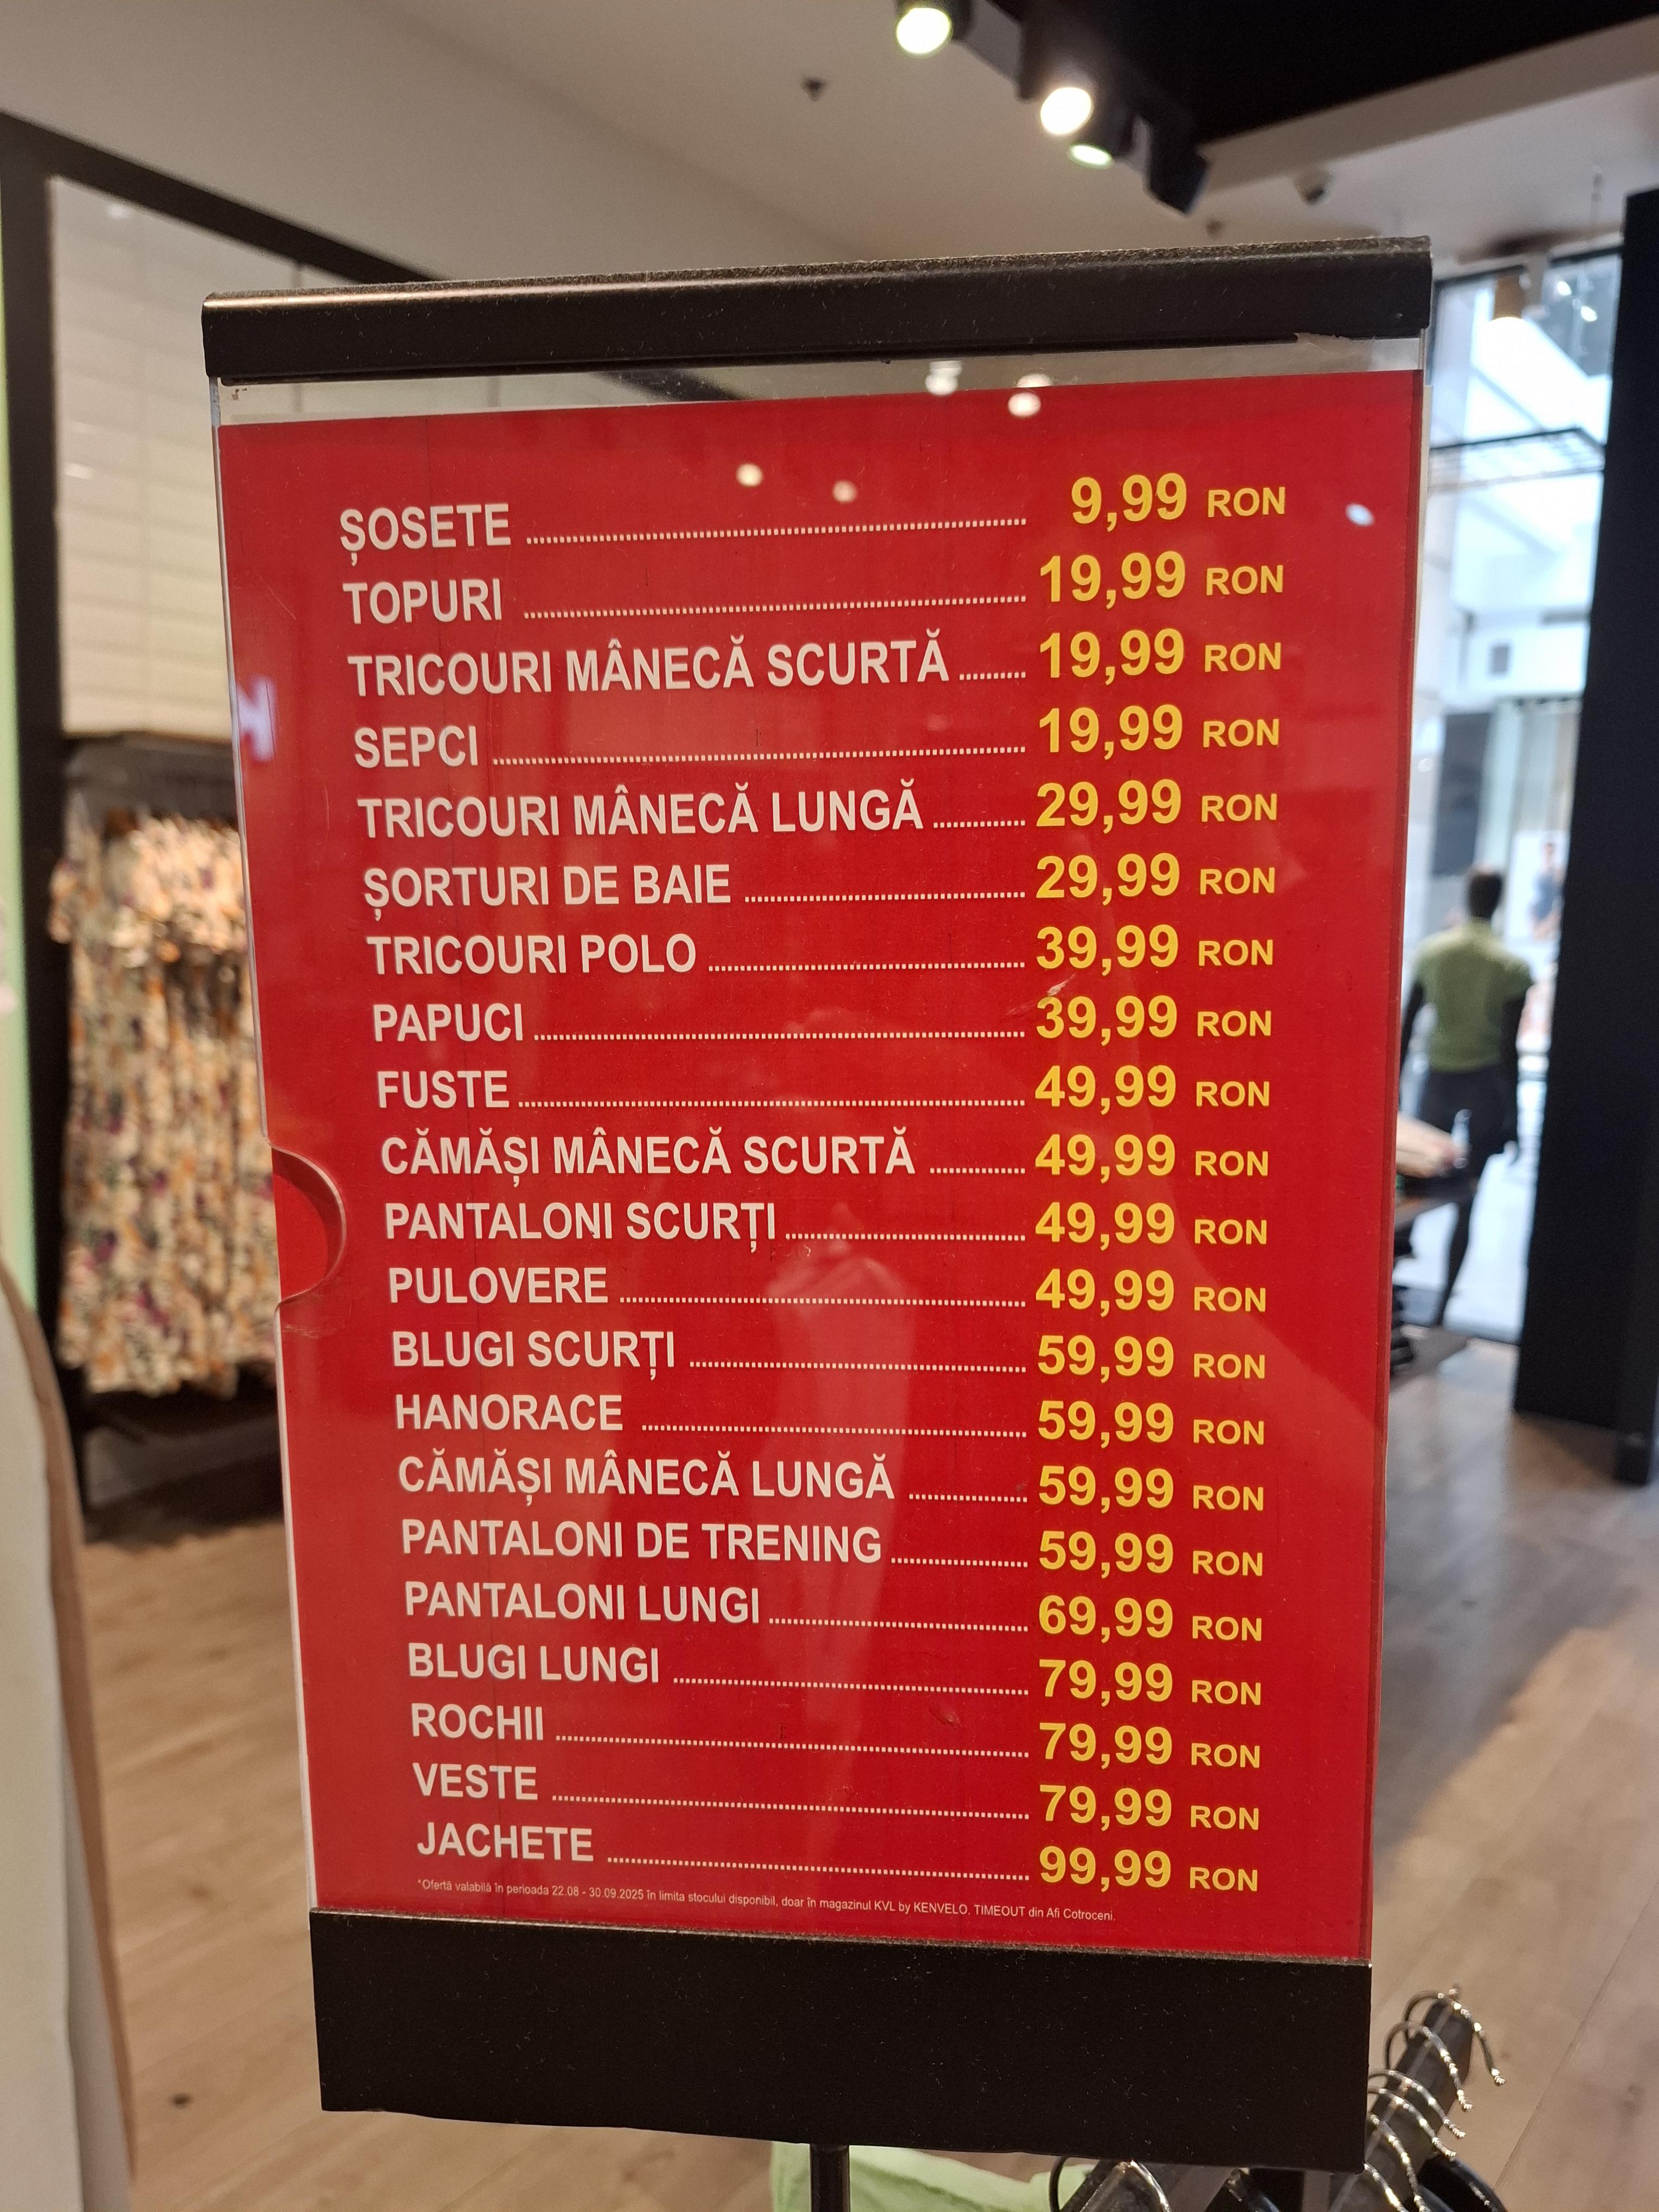 ȘOSETE ........ 9,99 RON
TOPURI ........ 19,99 RON
TRICOURI MÂNECĂ SCURTĂ ........ 19,99 RON
SEPCI ........ 19,99 RON
TRICOURI MÂNECĂ LUNGĂ ........ 29,99 RON
ȘORTURI DE BAIE ........ 29,99 RON
TRICOURI POLO ........ 39,99 RON
PAPUCI ........ 39,99 RON
FUSTE ........ 49,99 RON
CĂMĂȘI MÂNECĂ SCURTĂ ........ 49,99 RON
PANTALONI SCURȚI ........ 49,99 RON
PULOVERE ........ 49,99 RON
BLUGI SCURȚI ........ 59,99 RON
HANORACE ........ 59,99 RON
CĂMĂȘI MÂNECĂ LUNGĂ ........ 59,99 RON
PANTALONI DE TRENING ........ 59,99 RON
PANTALONI LUNGI ........ 69,99 RON
BLUGI LUNGI ........ 79,99 RON
ROCHII ........ 79,99 RON
VESTE ........ 79,99 RON
JACHETE ........ 99,99 RON
*Ofertă valabilă în perioada 22.08 - 30.09.2025 în limita stocului disponibil, doar în magazinul KVL by KENVELO, TIMEOUT din Afi Cotroceni.